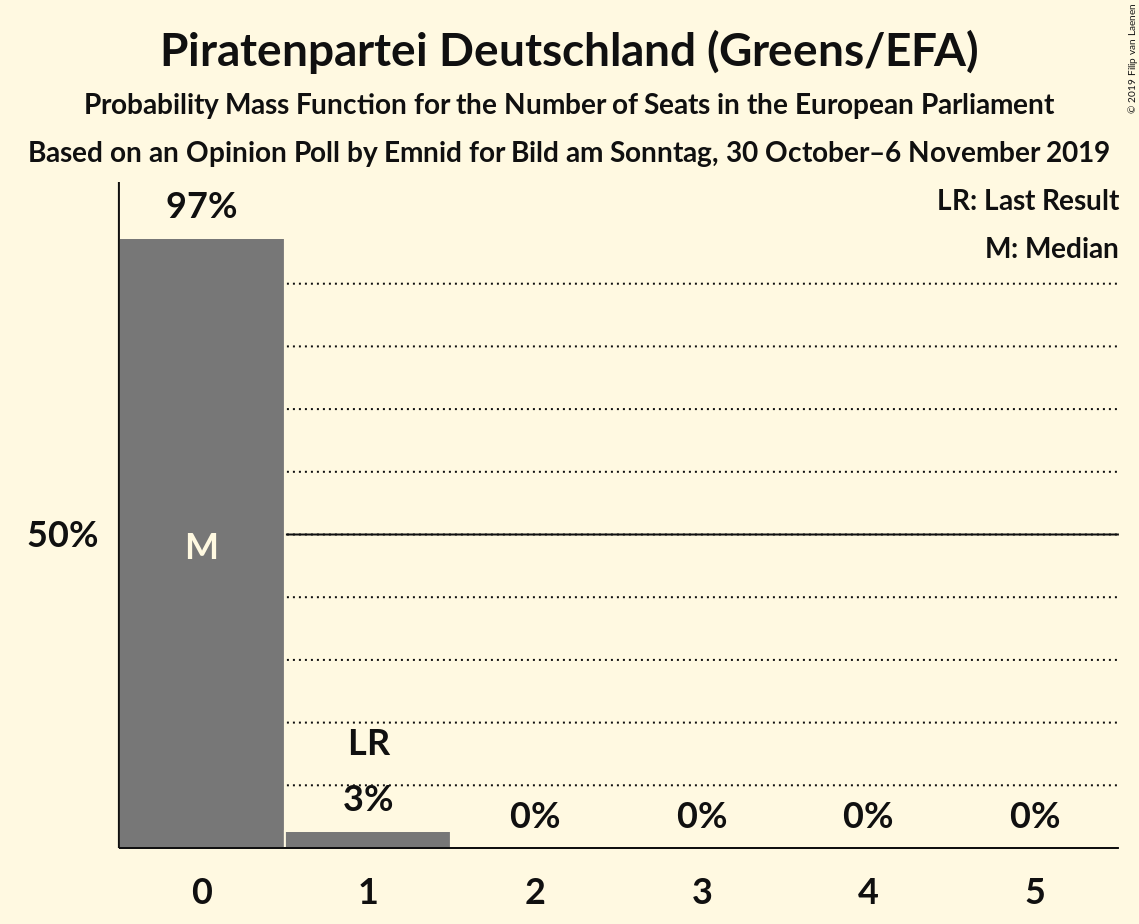 Piratenpartei Deutschland (Greens/EFA)
Probability Mass Function for the Number of Seats in the European Parliament
Based on an Opinion Poll by Emnid for Bild am Sonntag, 30 October–6 November 2019
© 2019 Filip van Laenen
LR: Last Result
M: Median
97%
50%
M
LR
3%
0%
0%
0%
0%
0
1
2
3
4
5